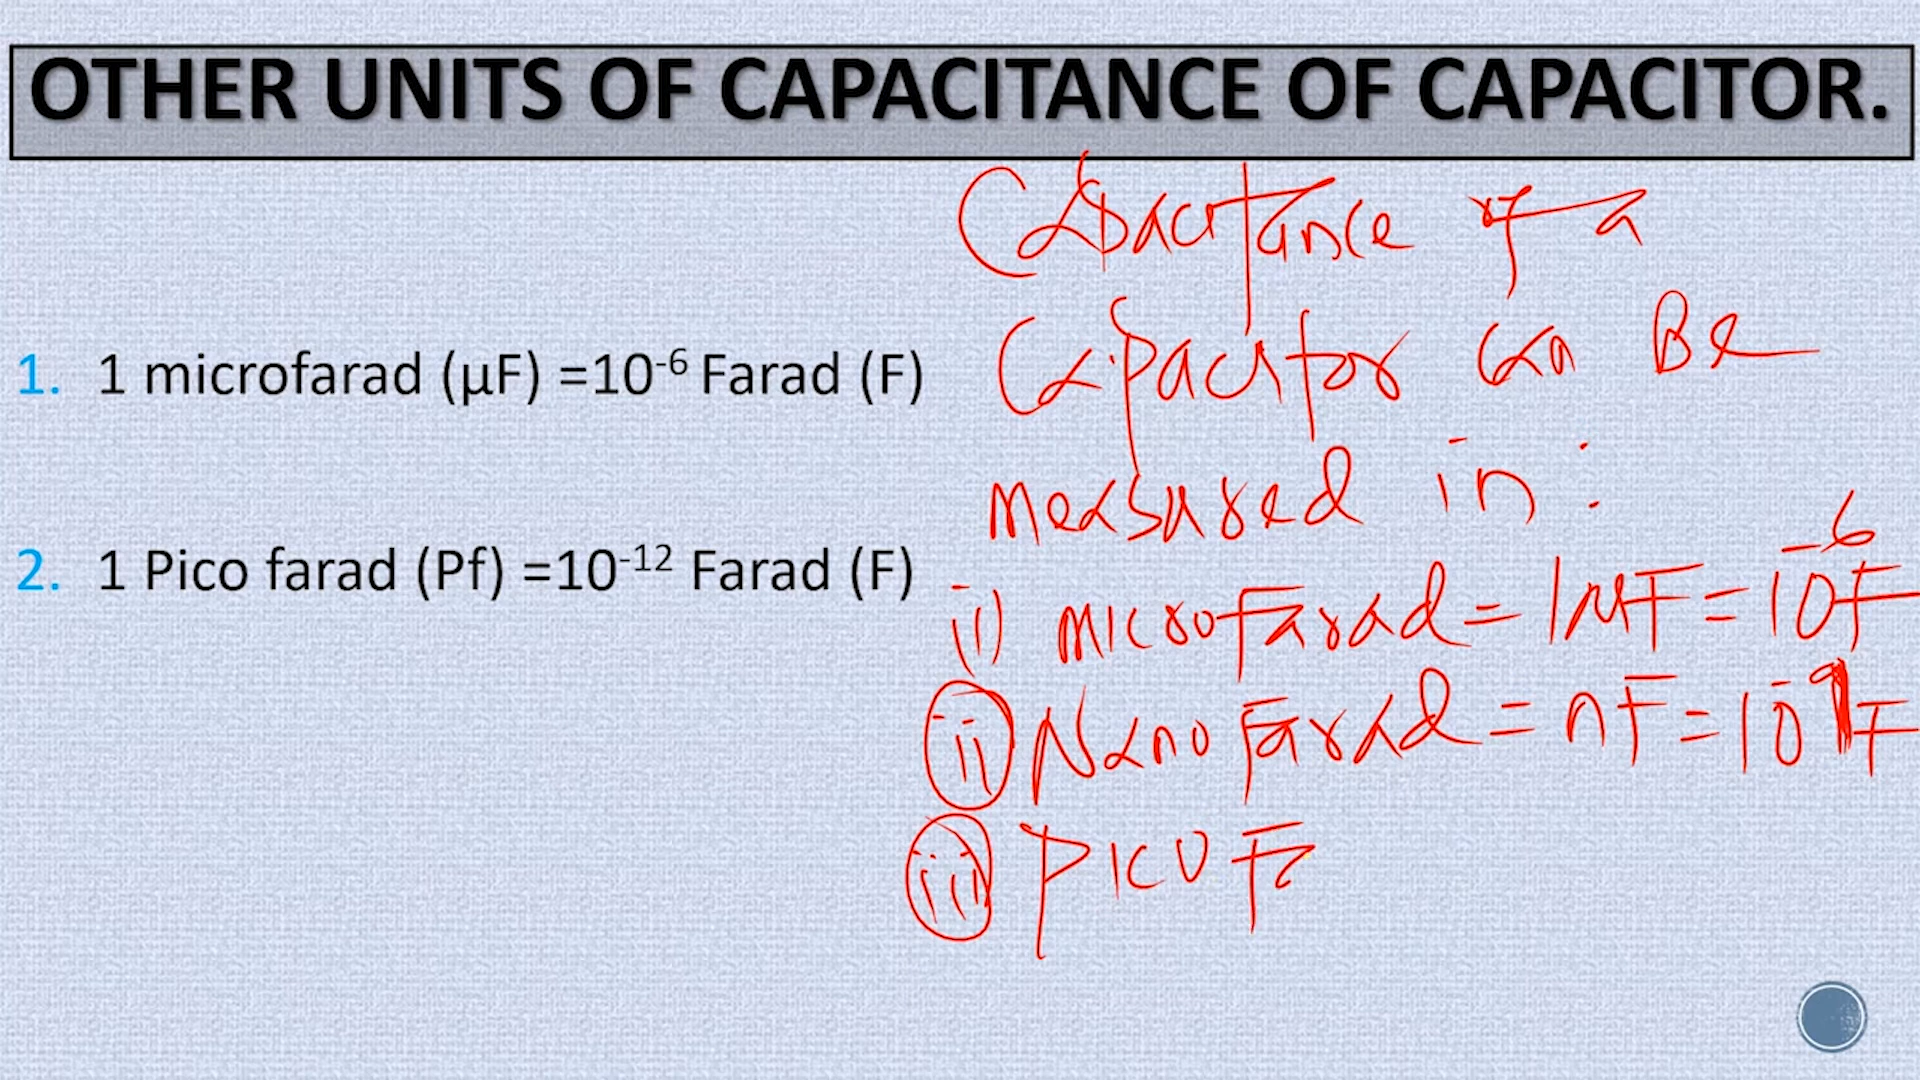 OTHER UNITS OF CAPACITANCE OF CAPACITOR.
1. 1 microfarad (µF) =10⁻⁶ Farad (F)
2. 1 Pico farad (Pf) =10⁻¹² Farad (F)
Capacitance of a
Capacitor can Be
measured in :
i) microFarad = 1µF = 10⁻⁶F
ii Nano Farad = nF = 10⁻⁹F
iii Pico Fa